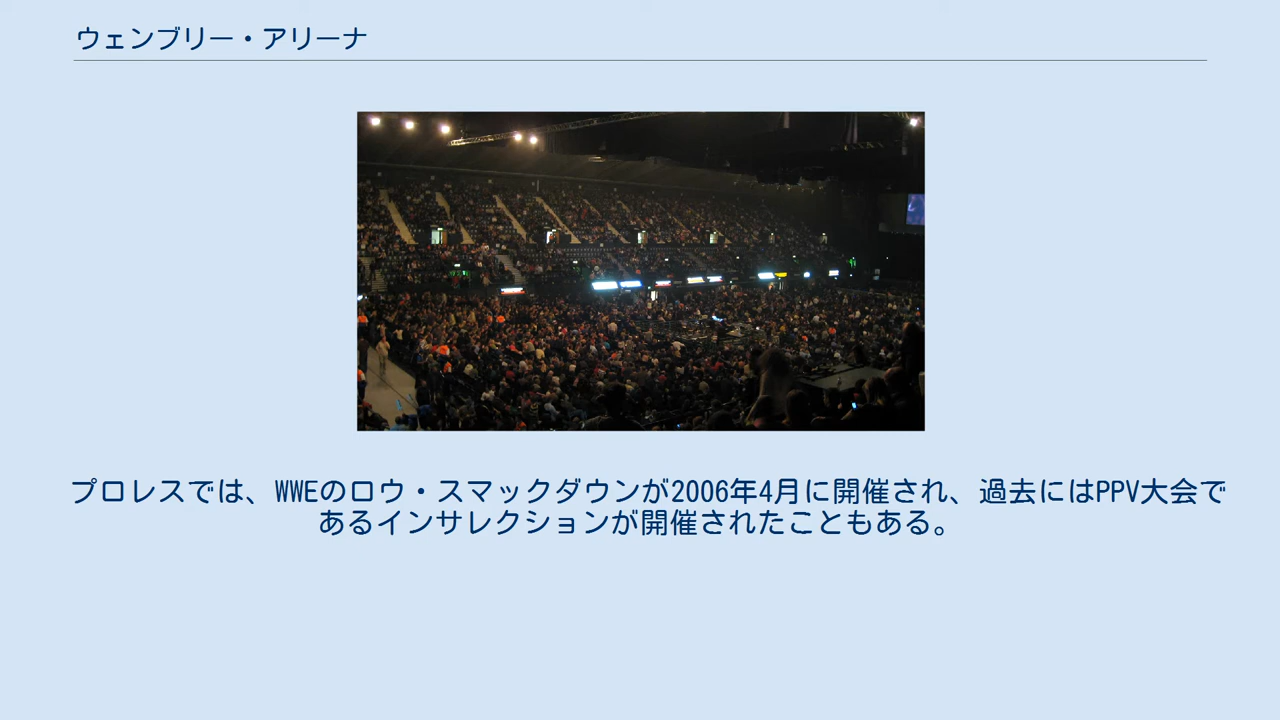 ウェンブリー・アリーナ
プロレスでは、WWEのロウ・スマックダウンが2006年4月に開催され、過去にはPPV大会で
あるインサレクションが開催されたこともある。